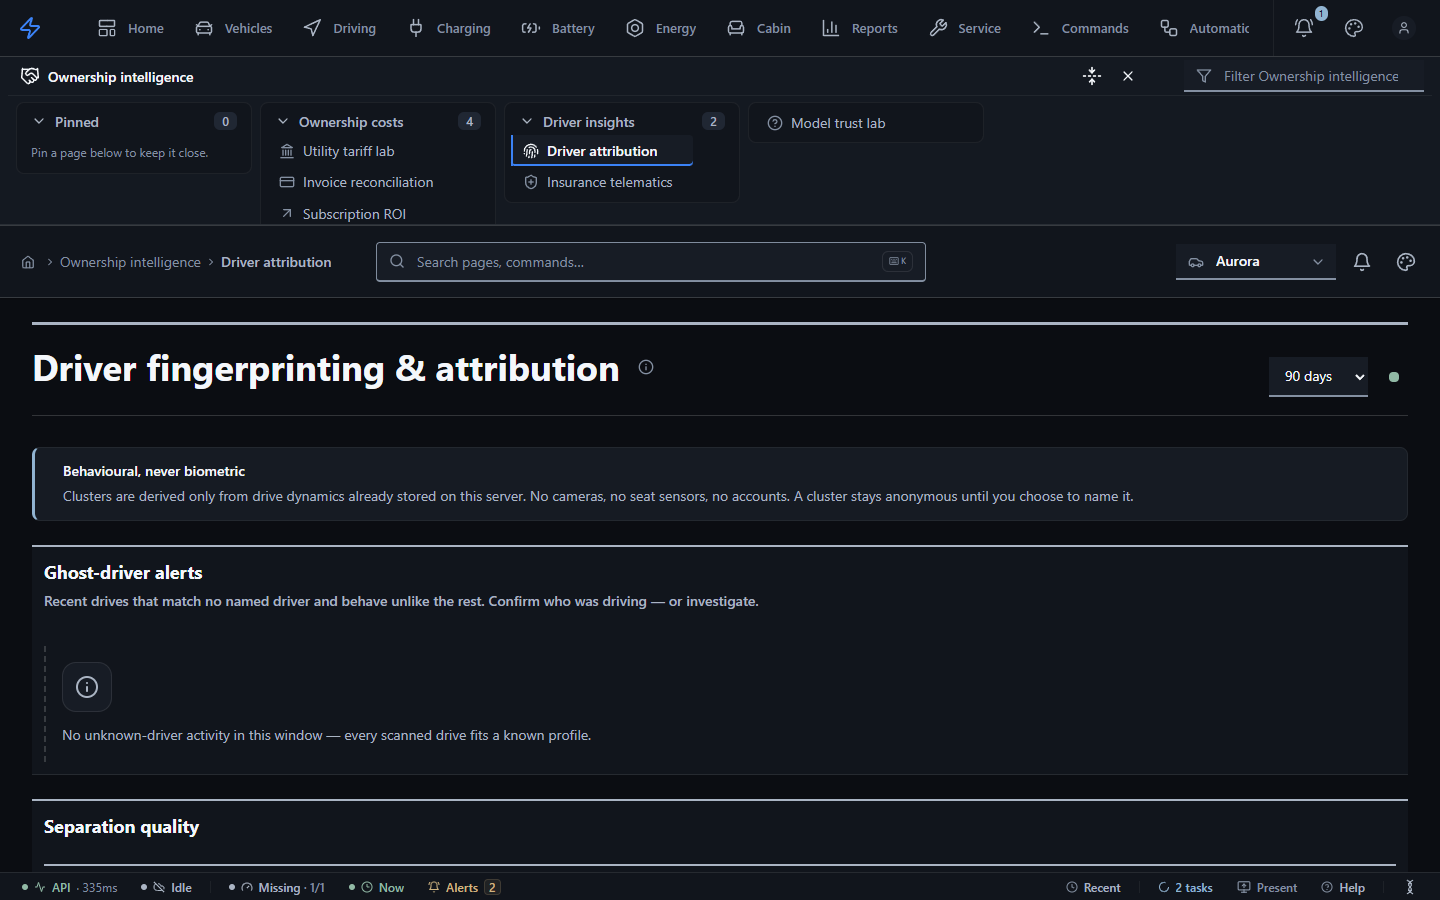 Home
Vehicles
Driving
Charging
Battery
Energy
Cabin
Reports
Service
Commands
Automatic
1
Ownership intelligence
Filter Ownership intelligence
Pinned
0
Pin a page below to keep it close.
Ownership costs
4
Utility tariff lab
Invoice reconciliation
Subscription ROI
Driver insights
2
Driver attribution
Insurance telematics
Model trust lab
Ownership intelligence
Driver attribution
Search pages, commands...
K
Aurora
Driver fingerprinting & attribution
90 days
Behavioural, never biometric
Clusters are derived only from drive dynamics already stored on this server. No cameras, no seat sensors, no accounts. A cluster stays anonymous until you choose to name it.
Ghost-driver alerts
Recent drives that match no named driver and behave unlike the rest. Confirm who was driving — or investigate.
No unknown-driver activity in this window — every scanned drive fits a known profile.
Separation quality
API · 335ms
Idle
Missing · 1/1
Now
Alerts 2
Recent
2 tasks
Present
Help